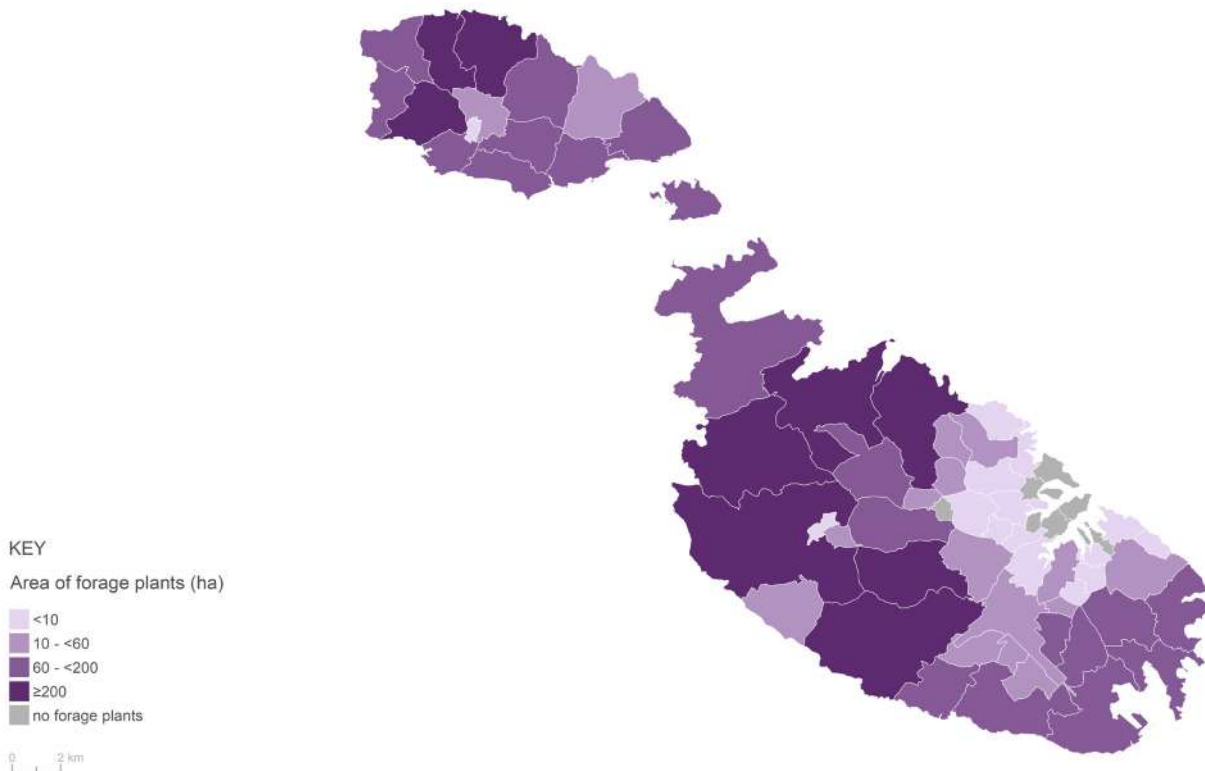 KEY
Area of forage plants (ha)
<10
10 - <60
60 - <200
≥200
no forage plants
0 2 km